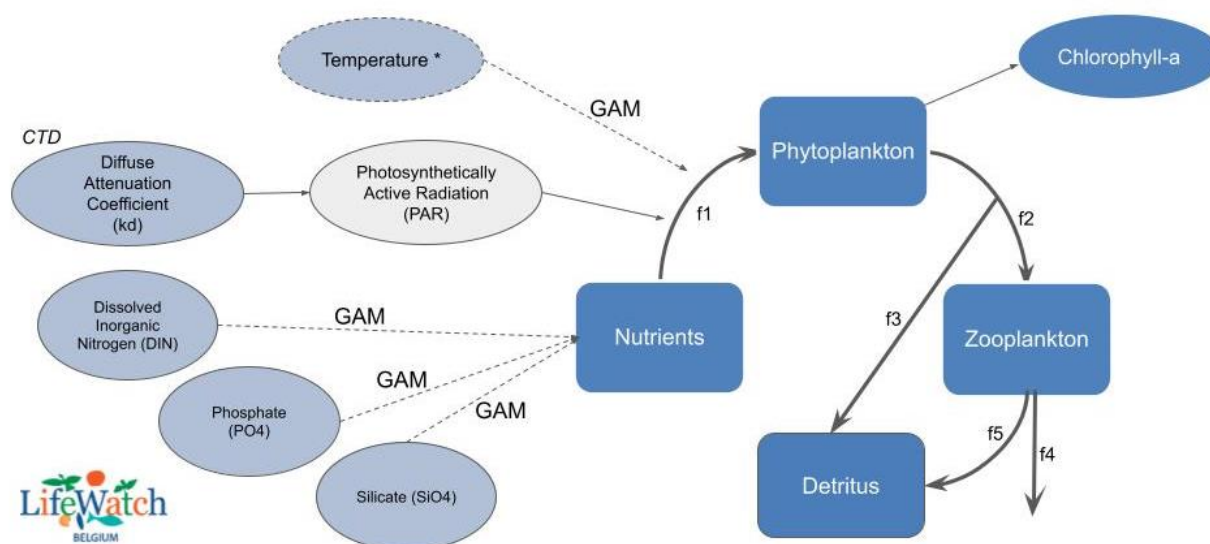 Temperature *
GAM
Chlorophyll-a
CTD
Diffuse
Attenuation
Coefficient
(kd)
Photosynthetically
Active Radiation
(PAR)
Phytoplankton
f1
f2
Dissolved
Inorganic
Nitrogen (DIN)
GAM
Nutrients
f3
Zooplankton
Phosphate
(PO4)
GAM
GAM
Silicate (SiO4)
Detritus
f5
f4
LifeWatch
BELGIUM